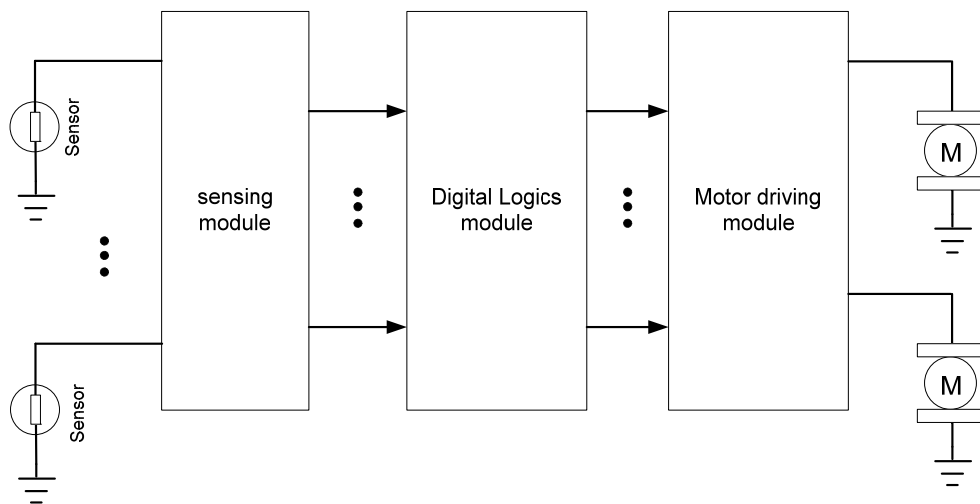 Sensor
sensing
module
Digital Logics
module
Motor driving
module
M
Sensor
M